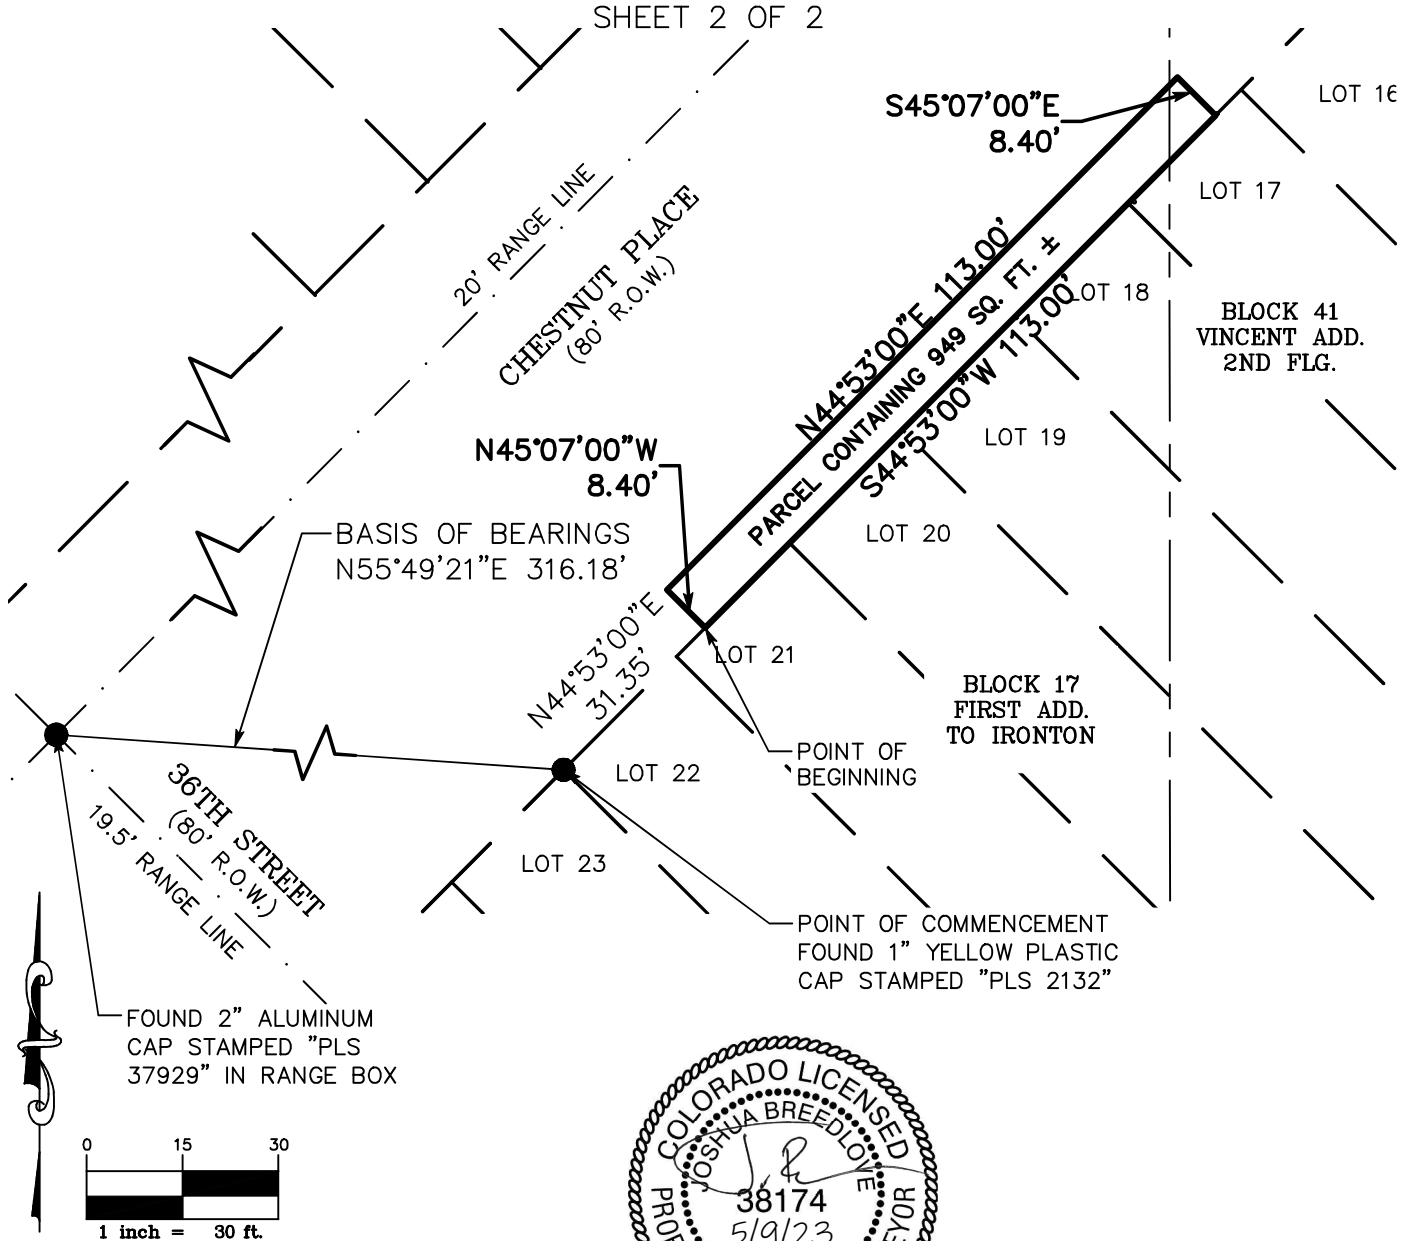 SHEET 2 OF 2
LOT 16
S45°07'00"E
8.40'
LOT 17
20' RANGE LINE
CHESTNUT PLACE
(80' R.O.W.)
N44°53'00"E 113.00'
PARCEL CONTAINING 949 SQ. FT. ±
S44°53'00"W 113.00'
LOT 18
BLOCK 41
VINCENT ADD.
2ND FLG.
LOT 19
N45°07'00"W
8.40'
LOT 20
BASIS OF BEARINGS
N55°49'21"E 316.18'
N44°53'00"E
31.35'
LOT 21
BLOCK 17
FIRST ADD.
TO IRONTON
POINT OF
BEGINNING
LOT 22
36TH STREET
(80' R.O.W.)
19.5' RANGE LINE
LOT 23
POINT OF COMMENCEMENT
FOUND 1" YELLOW PLASTIC
CAP STAMPED "PLS 2132"
FOUND 2" ALUMINUM
CAP STAMPED "PLS
37929" IN RANGE BOX
0 15 30
1 inch = 30 ft.
COLORADO LICENSED
JOSHUA BREEDLOVE
38174
5/9/23